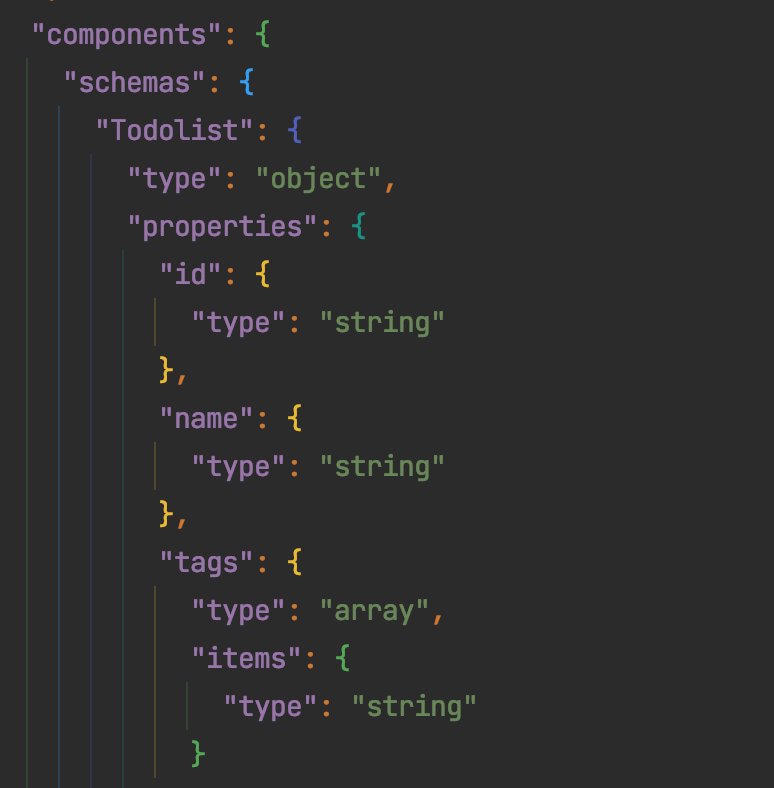 "components": {
"schemas": {
"Todolist": {
"type": "object",
"properties": {
"id": {
"type": "string"
},
"name": {
"type": "string"
},
"tags": {
"type": "array",
"items": {
"type": "string"
}